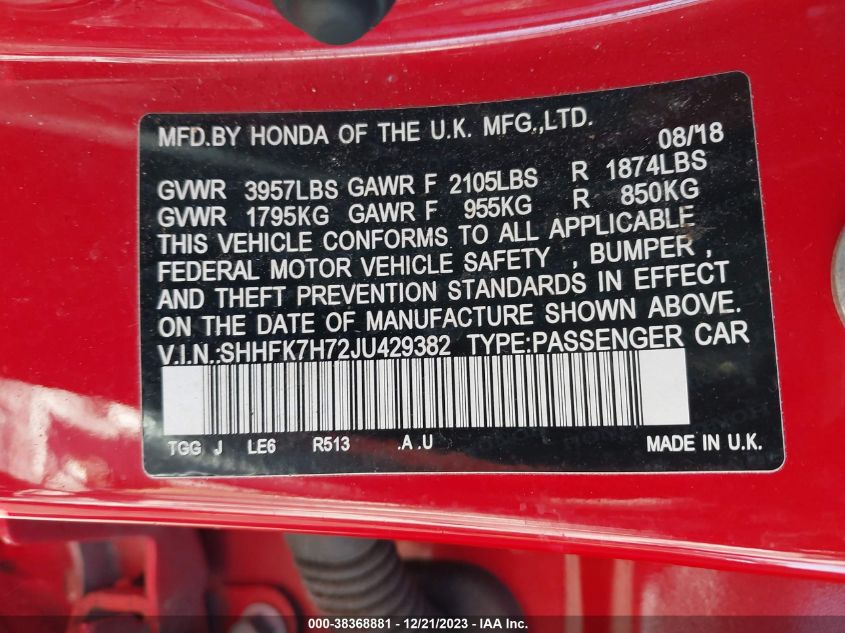 MFD.BY HONDA OF THE U.K. MFG.,LTD. 08/18
GVWR 3957LBS GAWR F 2105LBS R 1874LBS
GVWR 1795KG GAWR F 955KG R 850KG
THIS VEHICLE CONFORMS TO ALL APPLICABLE
FEDERAL MOTOR VEHICLE SAFETY , BUMPER ,
AND THEFT PREVENTION STANDARDS IN EFFECT
ON THE DATE OF MANUFACTURE SHOWN ABOVE.
V.I.N.:SHHFK7H72JU429382 TYPE:PASSENGER CAR
TGG J LE6 R513 .A .U MADE IN U.K.
000-38368881 - 12/21/2023 - IAA Inc.